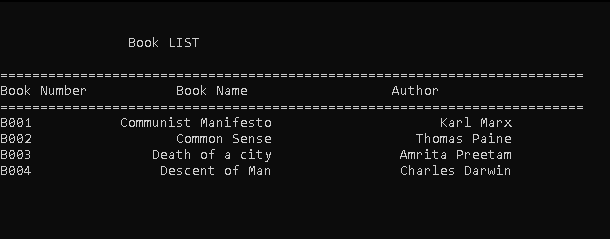 Book LIST
=========================================================================
Book Number Book Name Author
=========================================================================
B001 Communist Manifesto Karl Marx
B002 Common Sense Thomas Paine
B003 Death of a city Amrita Preetam
B004 Descent of Man Charles Darwin